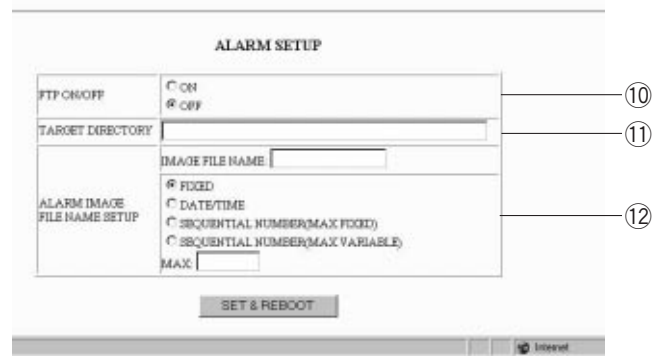 ALARM SETUP
FTP ON/OFF
ON
OFF
⑩
TARGET DIRECTORY
⑪
ALARM IMAGE
FILE NAME SETUP
IMAGE FILE NAME:
FIXED
DATE/TIME
SEQUENTIAL NUMBER(MAX FIXED)
SEQUENTIAL NUMBER(MAX VARIABLE)
MAX:
⑫
SET & REBOOT
Internet